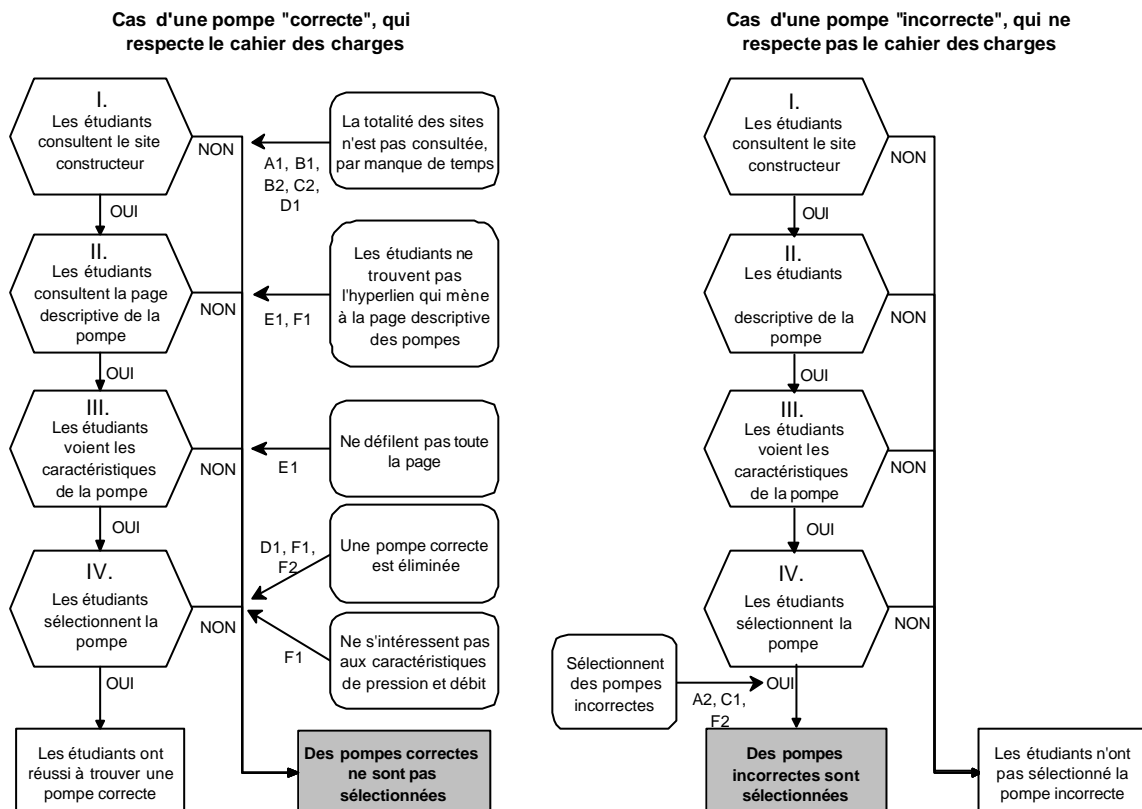 Cas d'une pompe "correcte", qui
respecte le cahier des charges
I.
Les étudiants
consultent le site
constructeur
NON
OUI
La totalité des sites
n'est pas consultée,
par manque de temps
A1, B1,
B2, C2,
D1
II.
Les étudiants
consultent la page
descriptive de la
pompe
NON
OUI
Les étudiants ne
trouvent pas
l'hyperlien qui mène
à la page descriptive
des pompes
E1, F1
III.
Les étudiants
voient les
caractéristiques
de la pompe
NON
OUI
Ne défilent pas toute
la page
E1
IV.
Les étudiants
sélectionnent la
pompe
NON
OUI
Une pompe correcte
est éliminée
D1, F1,
F2
Ne s'intéressent pas
aux caractéristiques
de pression et débit
F1
Les étudiants ont
réussi à trouver une
pompe correcte
Des pompes correctes
ne sont pas
sélectionnées
Cas d'une pompe "incorrecte", qui ne
respecte pas le cahier des charges
I.
Les étudiants
consultent le site
constructeur
NON
OUI
II.
Les étudiants
descriptive de la
pompe
NON
OUI
III.
Les étudiants
voient les
caractéristiques
de la pompe
NON
OUI
IV.
Les étudiants
sélectionnent la
pompe
NON
OUI
Sélectionnent
des pompes
incorrectes
A2, C1,
F2
Des pompes
incorrectes sont
sélectionnées
Les étudiants n'ont
pas sélectionné la
pompe incorrecte